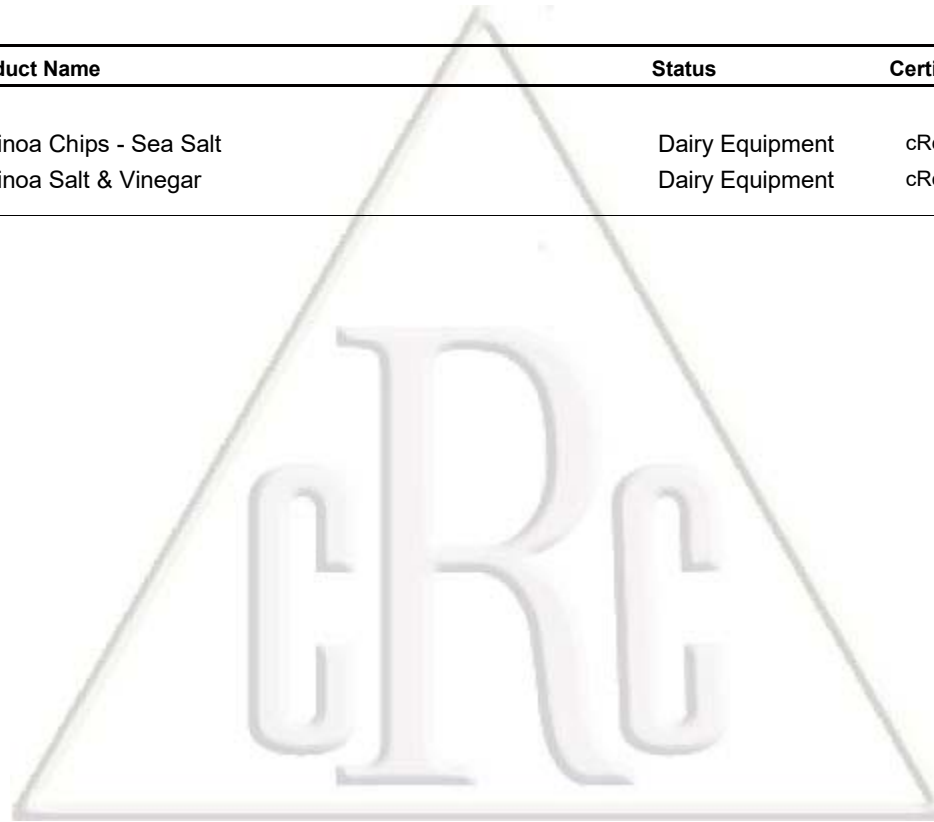 duct Name Status Certi
inoa Chips - Sea Salt Dairy Equipment cR
inoa Salt & Vinegar Dairy Equipment cR
cRc